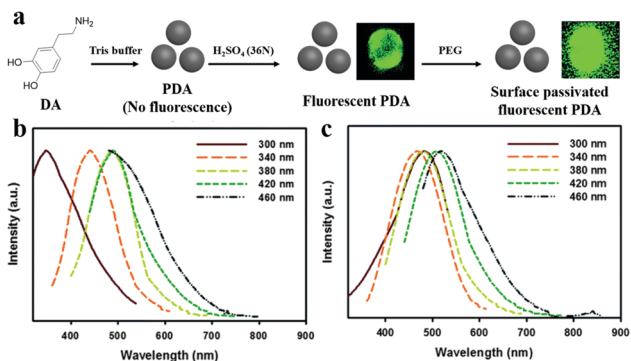 a
NH₂
HO
HO
DA
Tris buffer
PDA
(No fluorescence)
H₂SO₄ (36N)
Fluorescent PDA
PEG
Surface passivated
fluorescent PDA
b
Intensity (a.u.)
300 nm
340 nm
380 nm
420 nm
460 nm
400 500 600 700 800 900
Wavelength (nm)
c
Intensity (a.u.)
300 nm
340 nm
380 nm
420 nm
460 nm
400 500 600 700 800 900
Wavelength (nm)